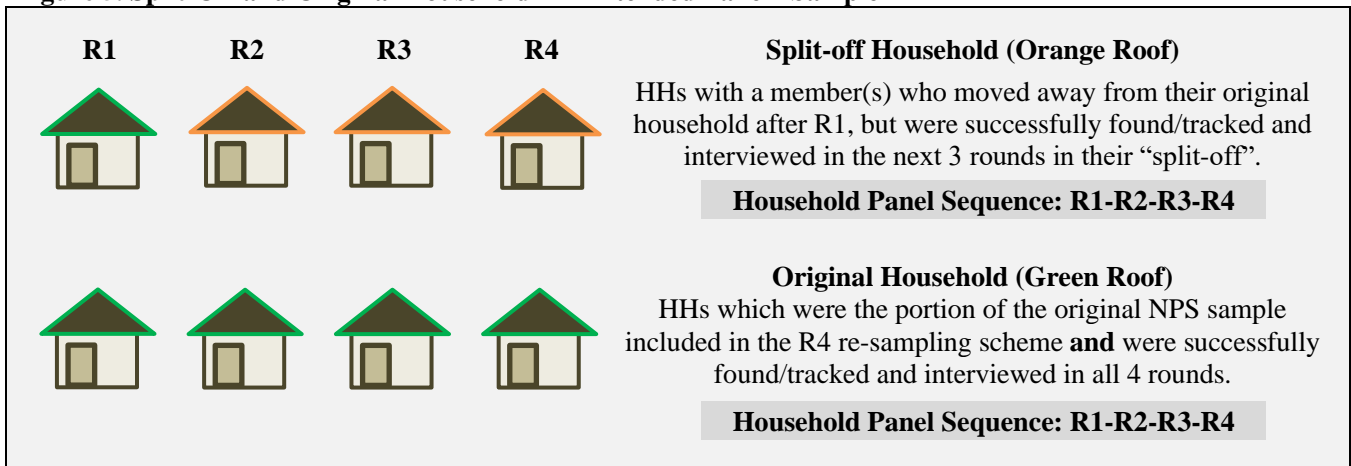 R1 R2 R3 R4
Split-off Household (Orange Roof)
HHs with a member(s) who moved away from their original
household after R1, but were successfully found/tracked and
interviewed in the next 3 rounds in their “split-off”.
Household Panel Sequence: R1-R2-R3-R4
Original Household (Green Roof)
HHs which were the portion of the original NPS sample
included in the R4 re-sampling scheme and were successfully
found/tracked and interviewed in all 4 rounds.
Household Panel Sequence: R1-R2-R3-R4